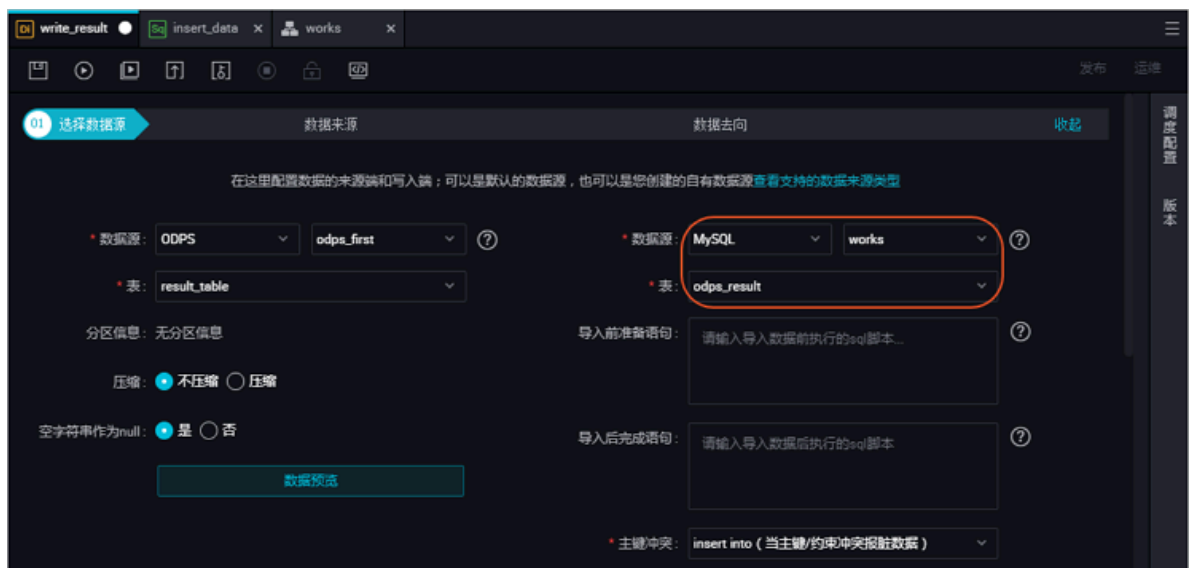 Di write_result Sq insert_data × works ×
发布 运维
01 选择数据源 数据来源 数据去向 收起
调度配置
版本
在这里配置数据的来源端和写入端；可以是默认的数据源，也可以是您创建的自有数据源查看支持的数据来源类型
* 数据源: ODPS odps_first ? * 数据源: MySQL works ?
* 表: result_table * 表: odps_result
分区信息: 无分区信息 导入前准备语句: 请输入导入数据前执行的sql脚本... ?
压缩: 不压缩 压缩
空字符串作为null: 是 否 导入后完成语句: 请输入导入数据后执行的sql脚本 ?
数据预览
* 主键冲突: insert into（当主键/约束冲突报脏数据）